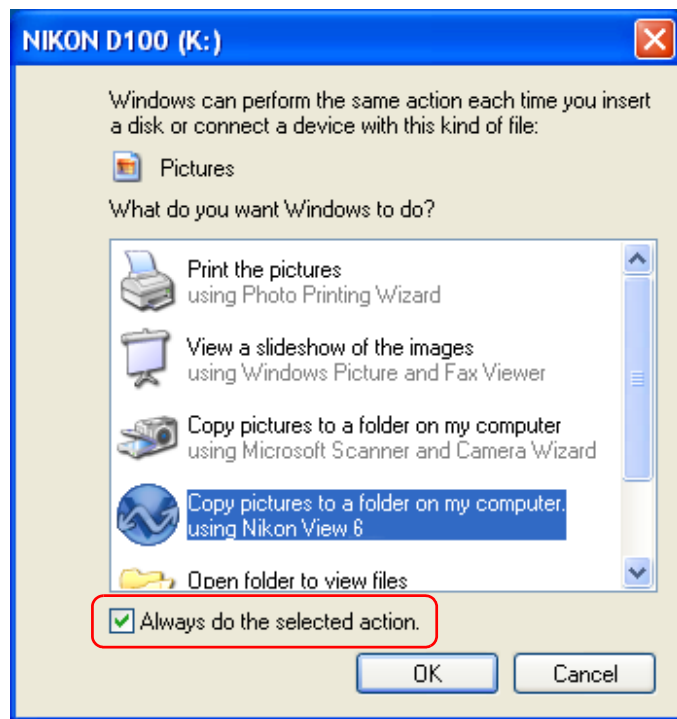 NIKON D100 (K:)
Windows can perform the same action each time you insert
a disk or connect a device with this kind of file:
Pictures
What do you want Windows to do?
Print the pictures
using Photo Printing Wizard
View a slideshow of the images
using Windows Picture and Fax Viewer
Copy pictures to a folder on my computer
using Microsoft Scanner and Camera Wizard
Copy pictures to a folder on my computer.
using Nikon View 6
Open folder to view files
Always do the selected action.
OK Cancel